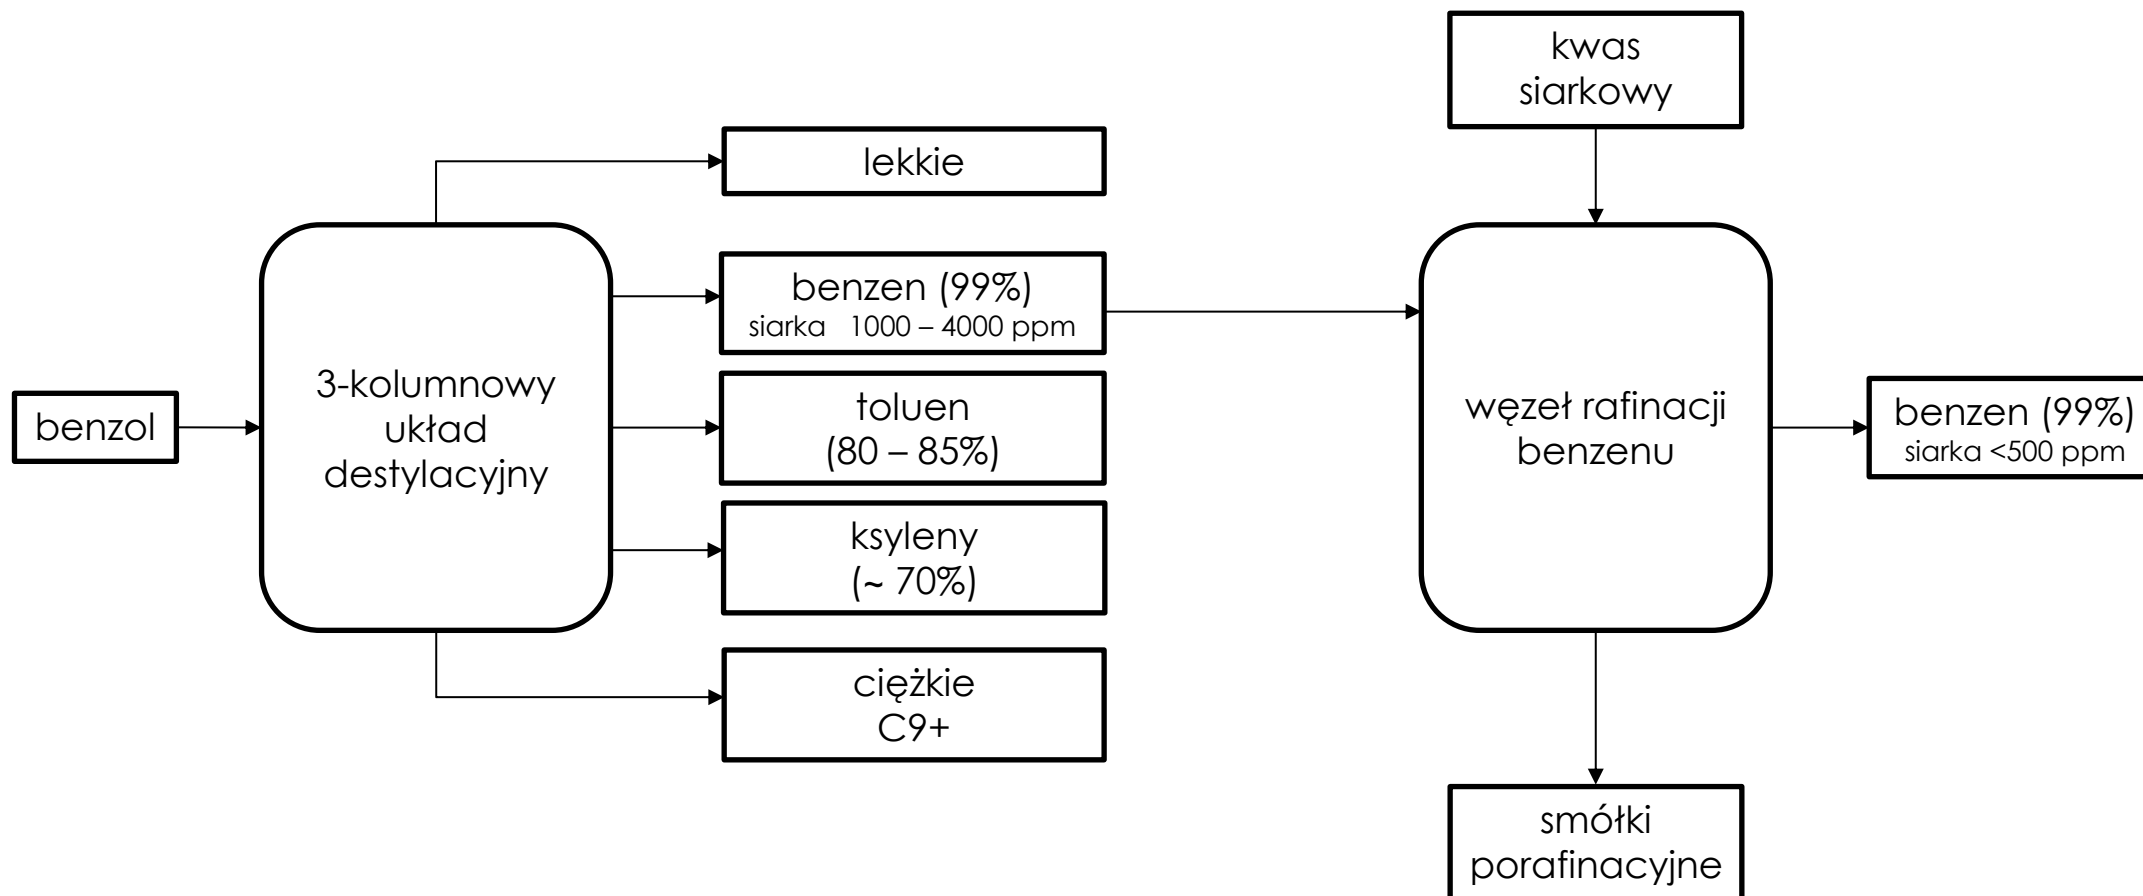 benzol
3-kolumnowy
układ
destylacyjny
lekkie
benzen (99%)
siarka 1000 – 4000 ppm
toluen
(80 – 85%)
ksyleny
(~ 70%)
ciężkie
C9+
kwas
siarkowy
węzeł rafinacji
benzenu
benzen (99%)
siarka <500 ppm
smółki
porafinacyjne